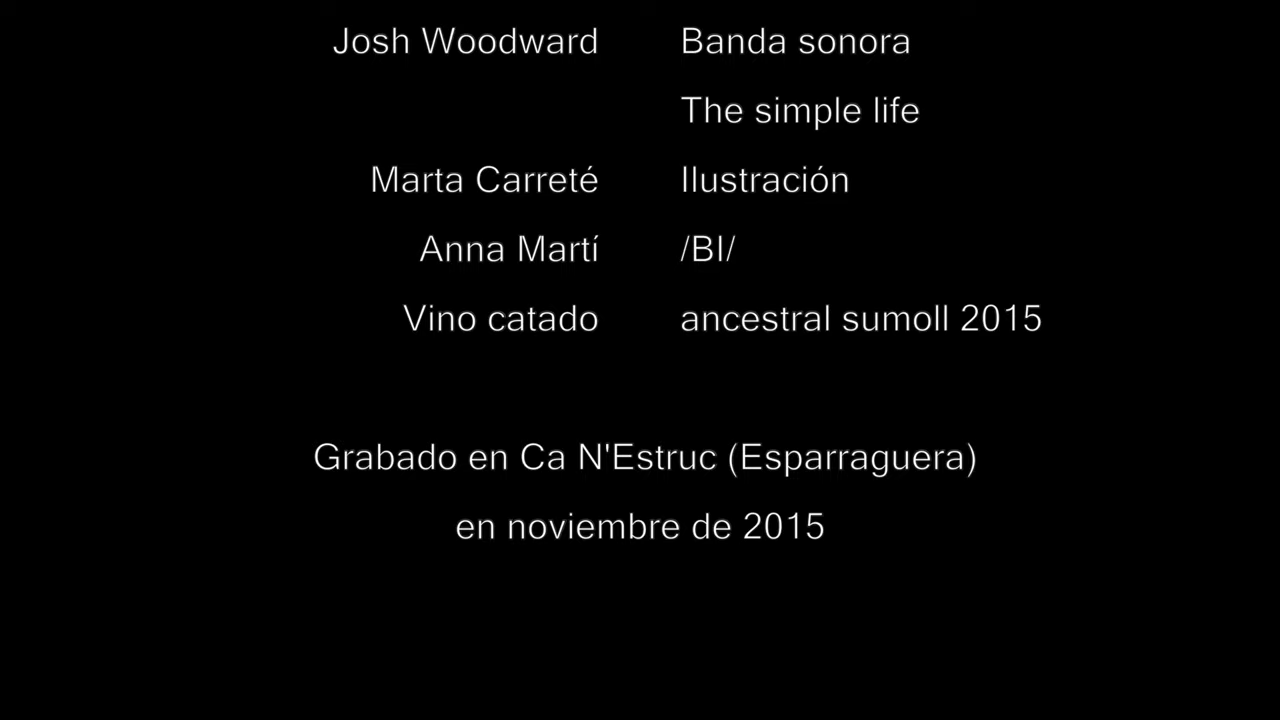 Josh Woodward Banda sonora
The simple life
Marta Carreté Ilustración
Anna Martí /BI/
Vino catado ancestral sumoll 2015
Grabado en Ca N'Estruc (Esparraguera)
en noviembre de 2015